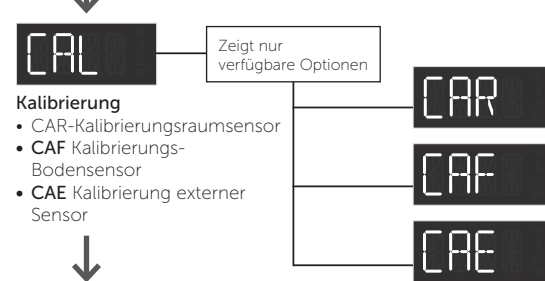 CAL
Zeigt nur
verfügbare Optionen
Kalibrierung
• CAR-Kalibrierungsraumsensor
• CAF Kalibrierungs-
Bodensensor
• CAE Kalibrierung externer
Sensor
CAR
CAF
CAE